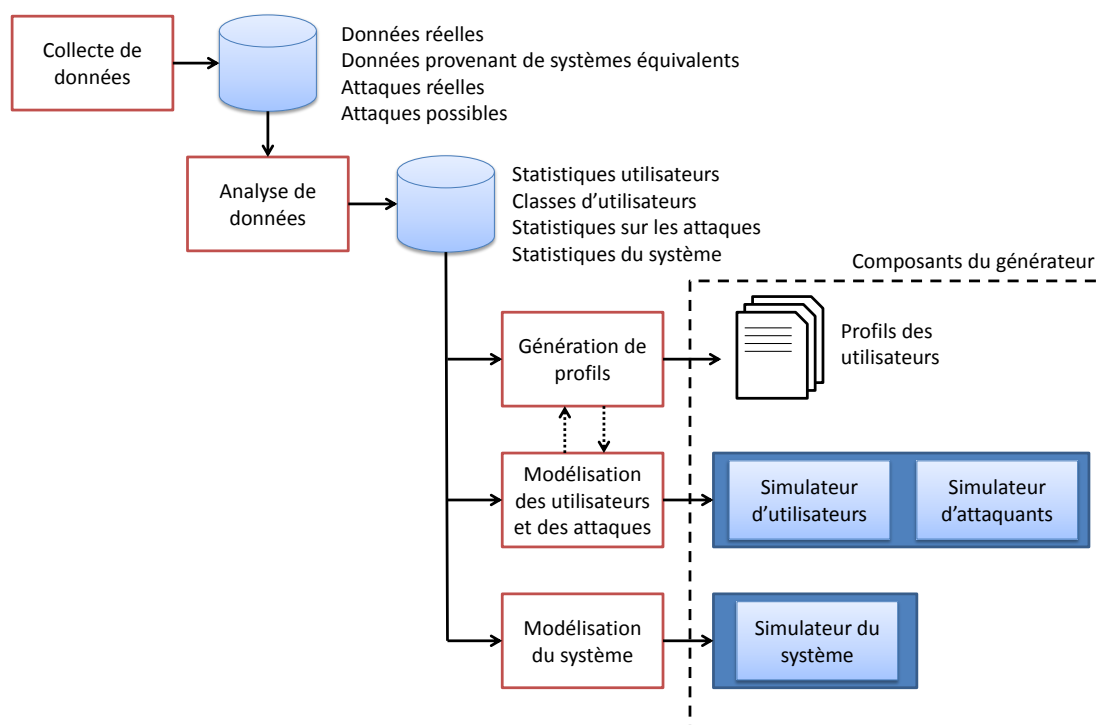 Collecte de
données
Données réelles
Données provenant de systèmes équivalents
Attaques réelles
Attaques possibles
Analyse de
données
Statistiques utilisateurs
Classes d'utilisateurs
Statistiques sur les attaques
Statistiques du système
Composants du générateur
Génération de
profils
Profils des
utilisateurs
Modélisation
des utilisateurs
et des attaques
Simulateur
d'utilisateurs
Simulateur
d'attaquants
Modélisation
du système
Simulateur du
système